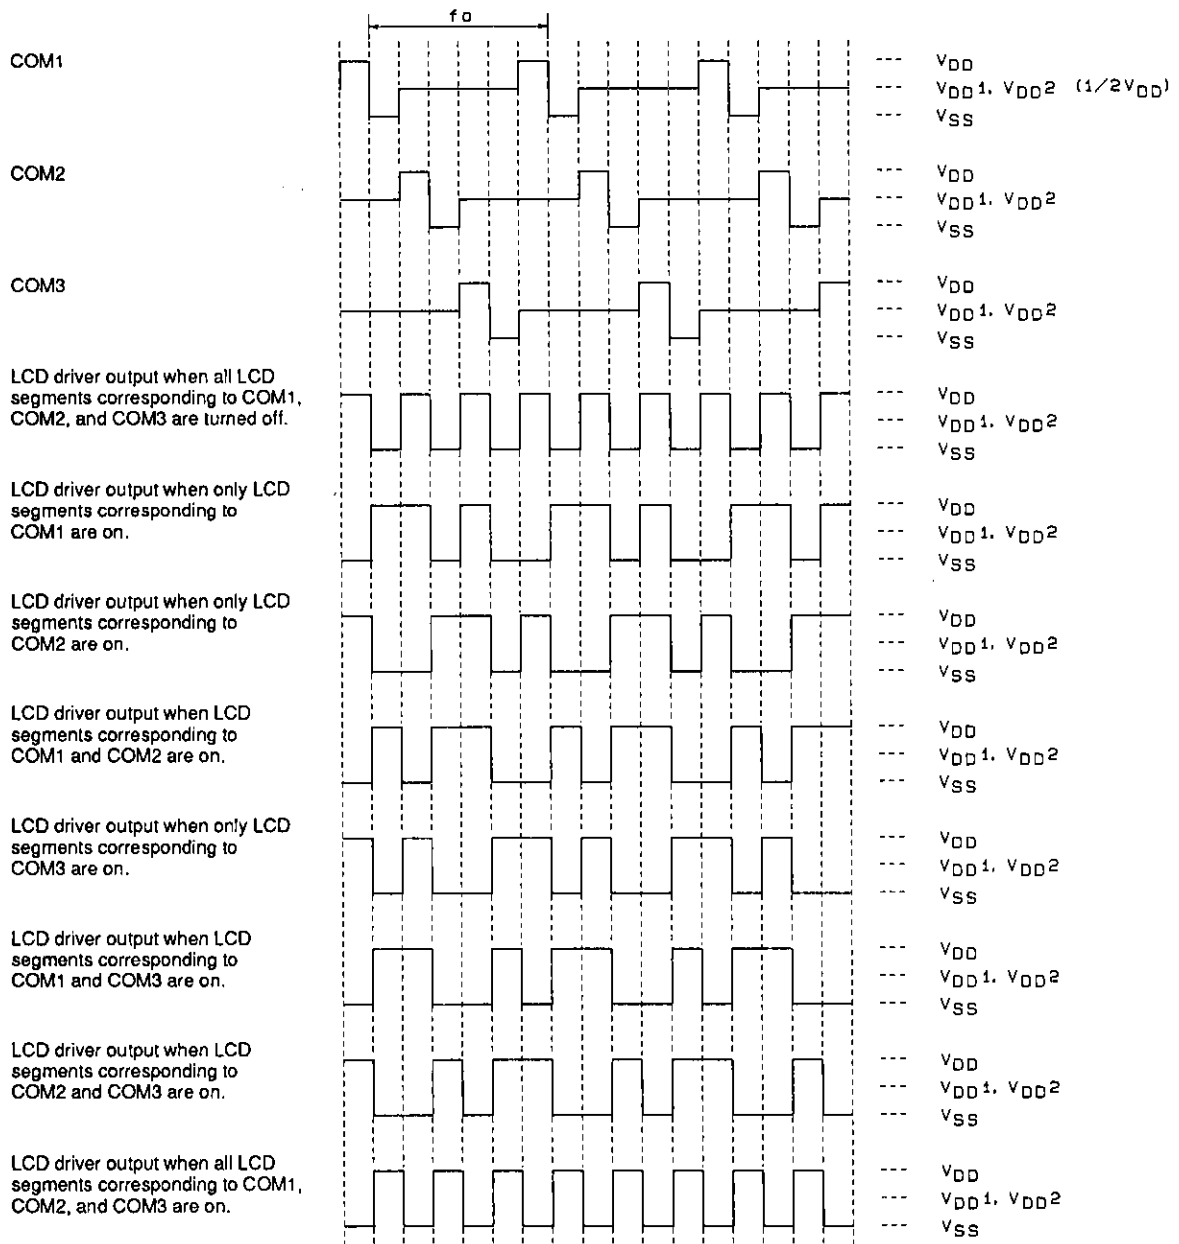 fo
COM1
--- VDD
--- VDD1, VDD2 (1/2VDD)
--- VSS
COM2
--- VDD
--- VDD1, VDD2
--- VSS
COM3
--- VDD
--- VDD1, VDD2
--- VSS
LCD driver output when all LCD
segments corresponding to COM1,
COM2, and COM3 are turned off.
--- VDD
--- VDD1, VDD2
--- VSS
LCD driver output when only LCD
segments corresponding to
COM1 are on.
--- VDD
--- VDD1, VDD2
--- VSS
LCD driver output when only LCD
segments corresponding to
COM2 are on.
--- VDD
--- VDD1, VDD2
--- VSS
LCD driver output when LCD
segments corresponding to
COM1 and COM2 are on.
--- VDD
--- VDD1, VDD2
--- VSS
LCD driver output when only LCD
segments corresponding to
COM3 are on.
--- VDD
--- VDD1, VDD2
--- VSS
LCD driver output when LCD
segments corresponding to
COM1 and COM3 are on.
--- VDD
--- VDD1, VDD2
--- VSS
LCD driver output when LCD
segments corresponding to
COM2 and COM3 are on.
--- VDD
--- VDD1, VDD2
--- VSS
LCD driver output when all LCD
segments corresponding to COM1,
COM2, and COM3 are on.
--- VDD
--- VDD1, VDD2
--- VSS